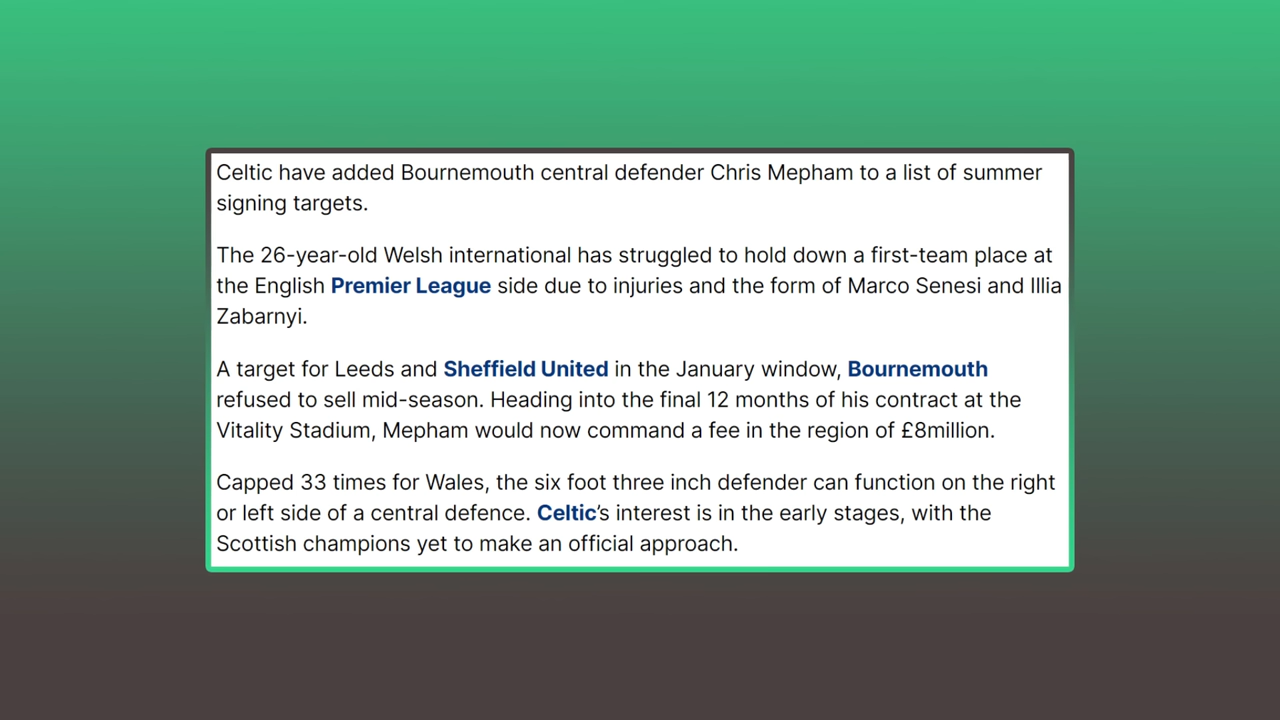 Celtic have added Bournemouth central defender Chris Mepham to a list of summer
signing targets.
The 26-year-old Welsh international has struggled to hold down a first-team place at
the English Premier League side due to injuries and the form of Marco Senesi and Illia
Zabarnyi.
A target for Leeds and Sheffield United in the January window, Bournemouth
refused to sell mid-season. Heading into the final 12 months of his contract at the
Vitality Stadium, Mepham would now command a fee in the region of £8million.
Capped 33 times for Wales, the six foot three inch defender can function on the right
or left side of a central defence. Celtic’s interest is in the early stages, with the
Scottish champions yet to make an official approach.